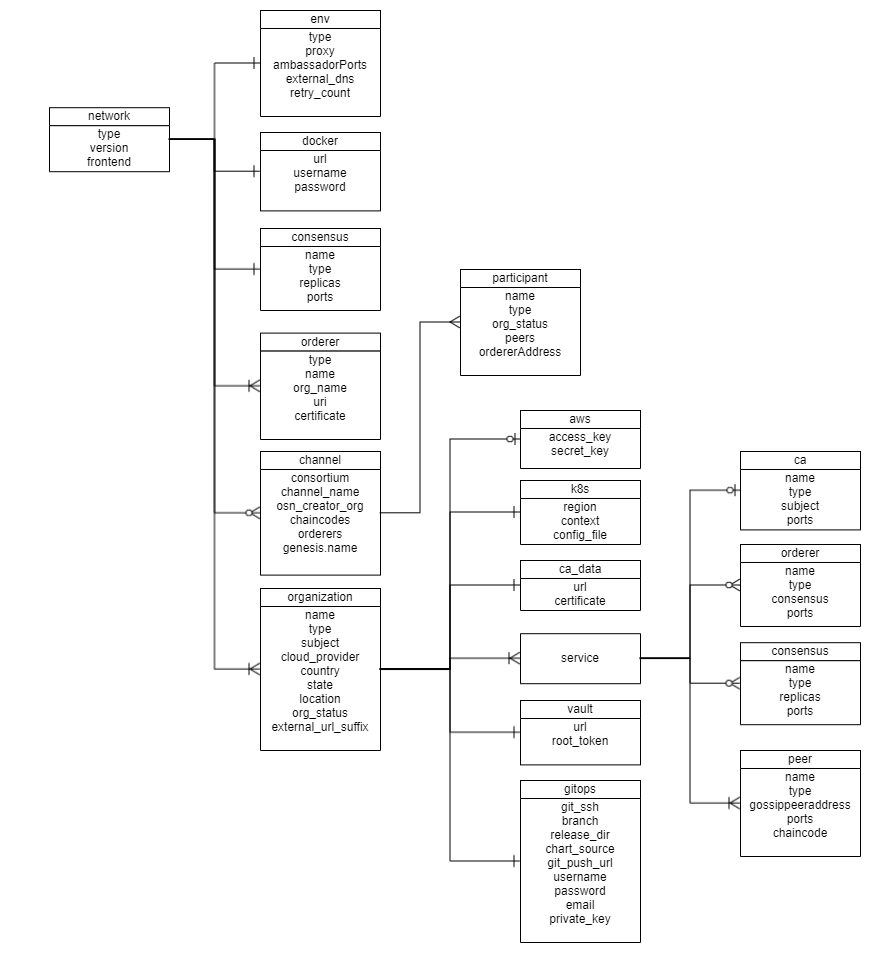 env
type
proxy
ambassadorPorts
external_dns
retry_count
network
type
version
frontend
docker
url
username
password
consensus
name
type
replicas
ports
participant
name
type
org_status
peers
ordererAddress
orderer
type
name
org_name
uri
certificate
channel
consortium
channel_name
osn_creator_org
chaincodes
orderers
genesis.name
organization
name
type
subject
cloud_provider
country
state
location
org_status
external_url_suffix
aws
access_key
secret_key
k8s
region
context
config_file
ca_data
url
certificate
service
vault
url
root_token
gitops
git_ssh
branch
release_dir
chart_source
git_push_url
username
password
email
private_key
ca
name
type
subject
ports
orderer
name
type
consensus
ports
consensus
name
type
replicas
ports
peer
name
type
gossippeeraddress
ports
chaincode